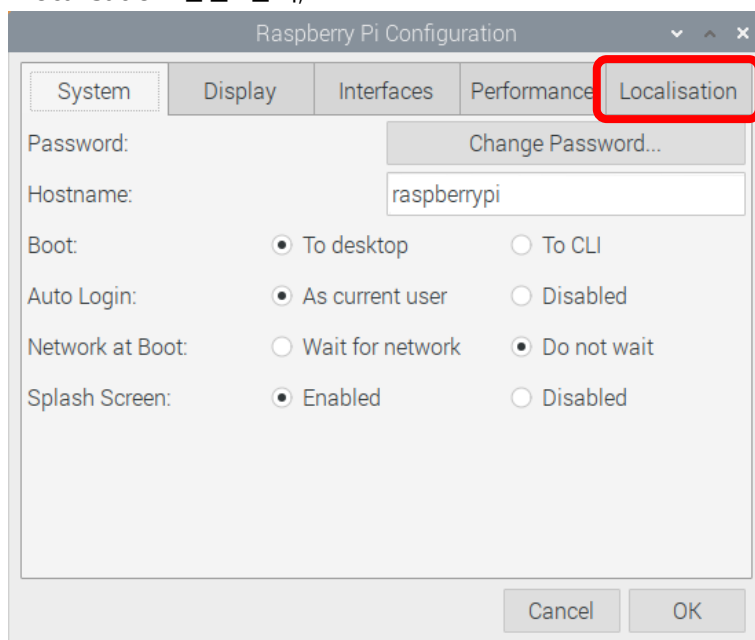 Raspberry Pi Configuration
System Display Interfaces Performance Localisation
Password: Change Password...
Hostname: raspberrypi
Boot: To desktop To CLI
Auto Login: As current user Disabled
Network at Boot: Wait for network Do not wait
Splash Screen: Enabled Disabled
Cancel OK